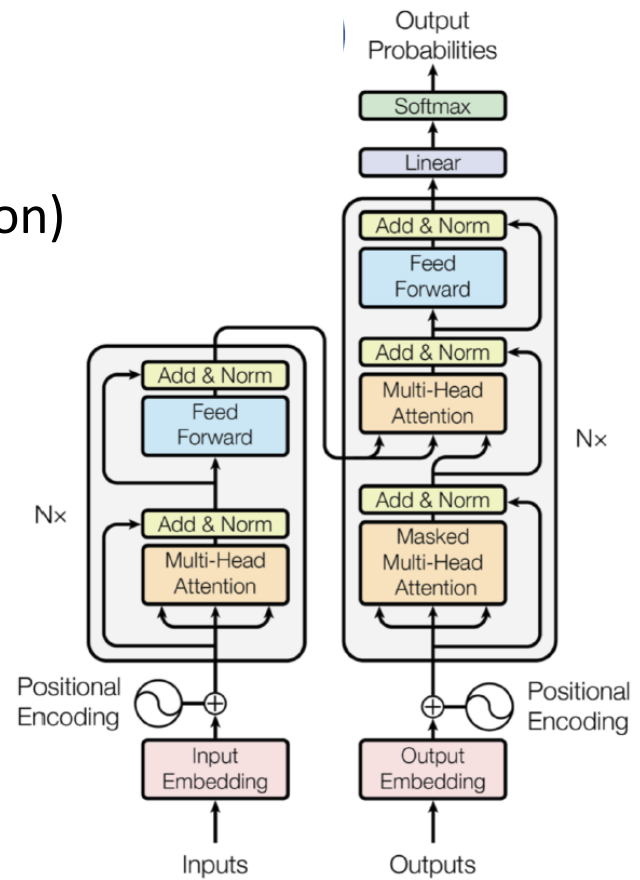 Output
Probabilities
Softmax
Linear
on)
Add & Norm
Feed
Forward
Add & Norm
Multi-Head
Attention
Nx
Add & Norm
Masked
Multi-Head
Attention
Add & Norm
Feed
Forward
Nx
Add & Norm
Multi-Head
Attention
Positional
Encoding
Positional
Encoding
Input
Embedding
Output
Embedding
Inputs
Outputs